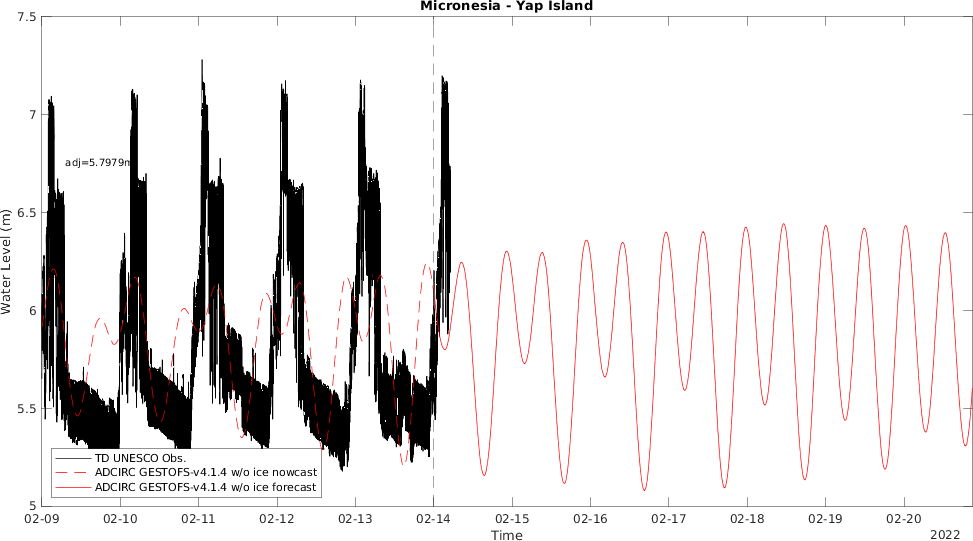 Micronesia - Yap Island
Water Level (m)
7.5
7
6.5
6
5.5
5
adj=5.7979m
TD UNESCO Obs.
ADCIRC GESTOFS-v4.1.4 w/o ice nowcast
ADCIRC GESTOFS-v4.1.4 w/o ice forecast
02-09 02-10 02-11 02-12 02-13 02-14 02-15 02-16 02-17 02-18 02-19 02-20
Time
2022